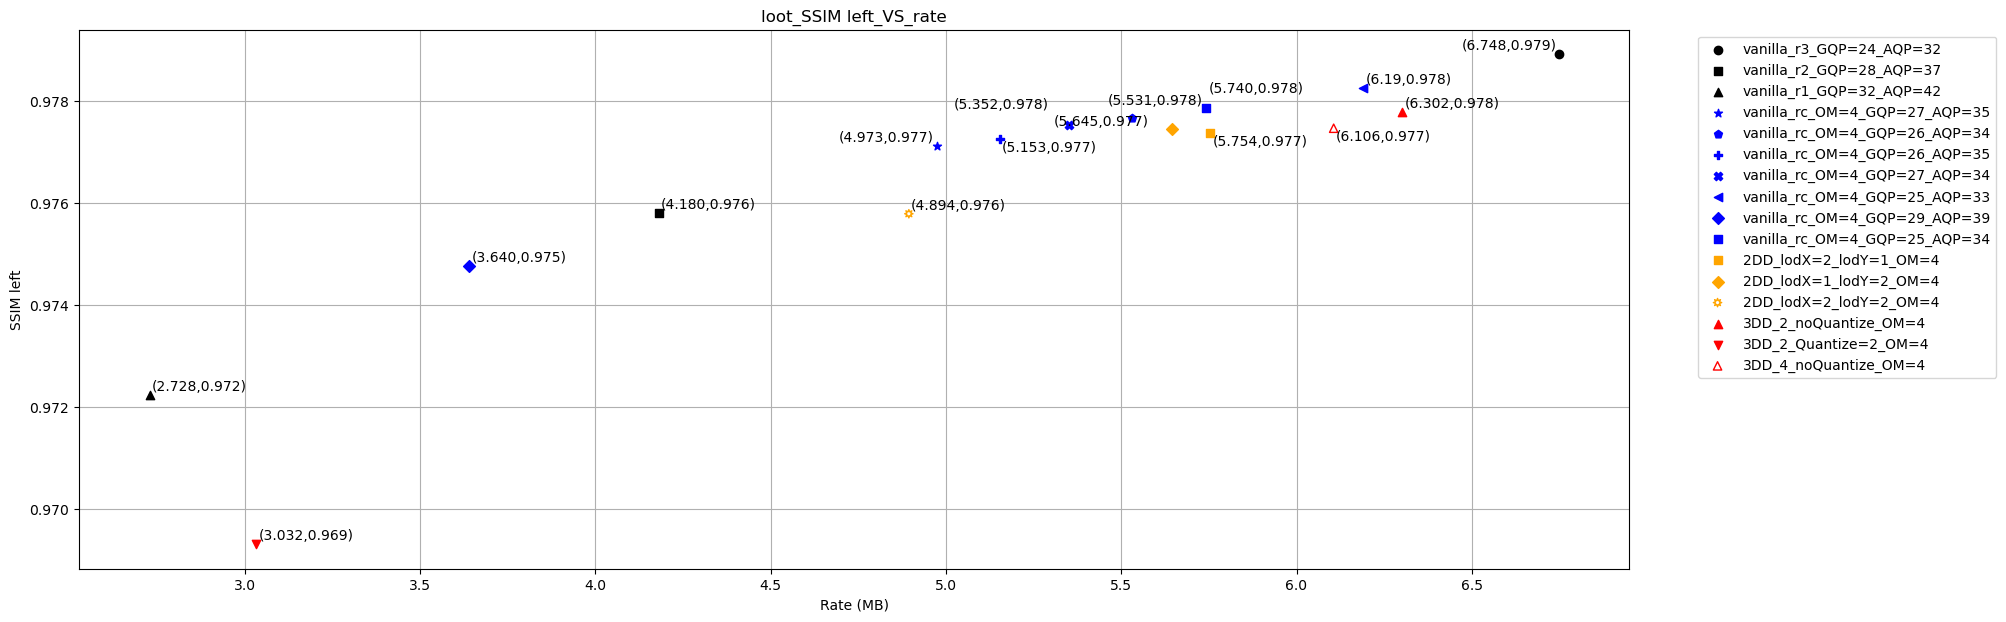 loot_SSIM left_VS_rate
(6.748,0.979)
(6.19,0.978)
(5.740,0.978)
(5.531,0.978)
(5.352,0.978)
(6.302,0.978)
(5.645,0.977)
(4.973,0.977)
(5.153,0.977)
(5.754,0.977)
(6.106,0.977)
(4.180,0.976)
(4.894,0.976)
(3.640,0.975)
(2.728,0.972)
(3.032,0.969)
0.978
0.976
0.974
0.972
0.970
SSIM left
3.0 3.5 4.0 4.5 5.0 5.5 6.0 6.5
Rate (MB)
vanilla_r3_GQP=24_AQP=32
vanilla_r2_GQP=28_AQP=37
vanilla_r1_GQP=32_AQP=42
vanilla_rc_OM=4_GQP=27_AQP=35
vanilla_rc_OM=4_GQP=26_AQP=34
vanilla_rc_OM=4_GQP=26_AQP=35
vanilla_rc_OM=4_GQP=27_AQP=34
vanilla_rc_OM=4_GQP=25_AQP=33
vanilla_rc_OM=4_GQP=29_AQP=39
vanilla_rc_OM=4_GQP=25_AQP=34
2DD_lodX=2_lodY=1_OM=4
2DD_lodX=1_lodY=2_OM=4
2DD_lodX=2_lodY=2_OM=4
3DD_2_noQuantize_OM=4
3DD_2_Quantize=2_OM=4
3DD_4_noQuantize_OM=4